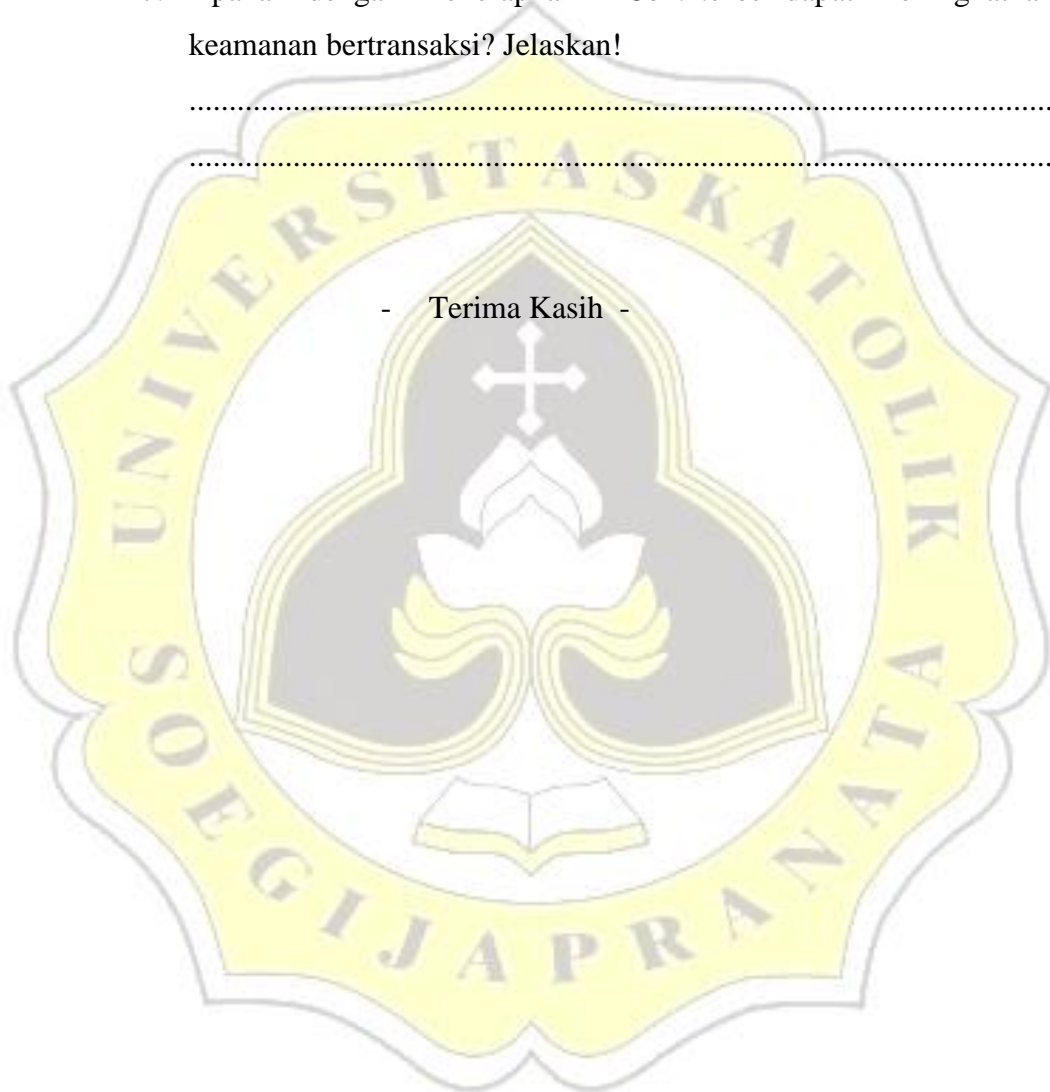 keamanan bertransaksi? Jelaskan!
................................................................................................
................................................................................................
- Terima Kasih -
UNIVERSITAS KATOLIK
SOEGIJAPRANATA